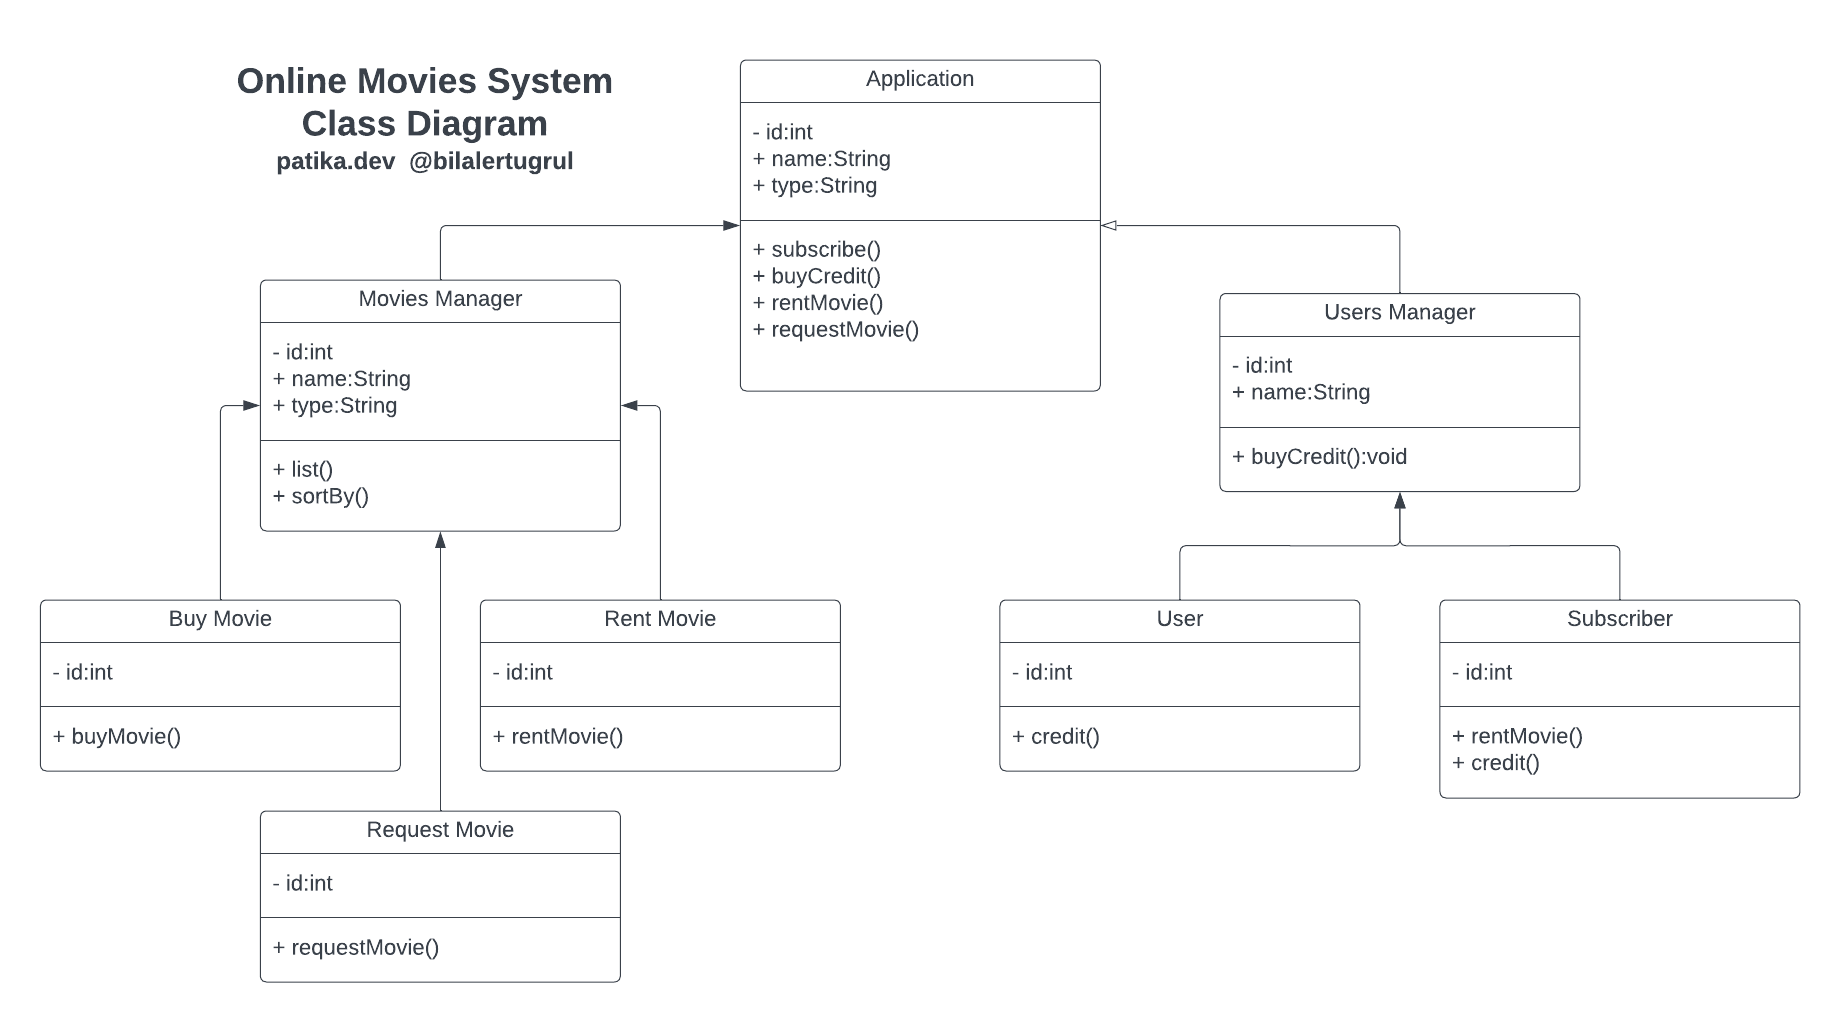 Online Movies System
Class Diagram
patika.dev @bilalertugrul
Application
- id:int
+ name:String
+ type:String
+ subscribe()
+ buyCredit()
+ rentMovie()
+ requestMovie()
Movies Manager
- id:int
+ name:String
+ type:String
+ list()
+ sortBy()
Users Manager
- id:int
+ name:String
+ buyCredit():void
Buy Movie
- id:int
+ buyMovie()
Rent Movie
- id:int
+ rentMovie()
User
- id:int
+ credit()
Subscriber
- id:int
+ rentMovie()
+ credit()
Request Movie
- id:int
+ requestMovie()